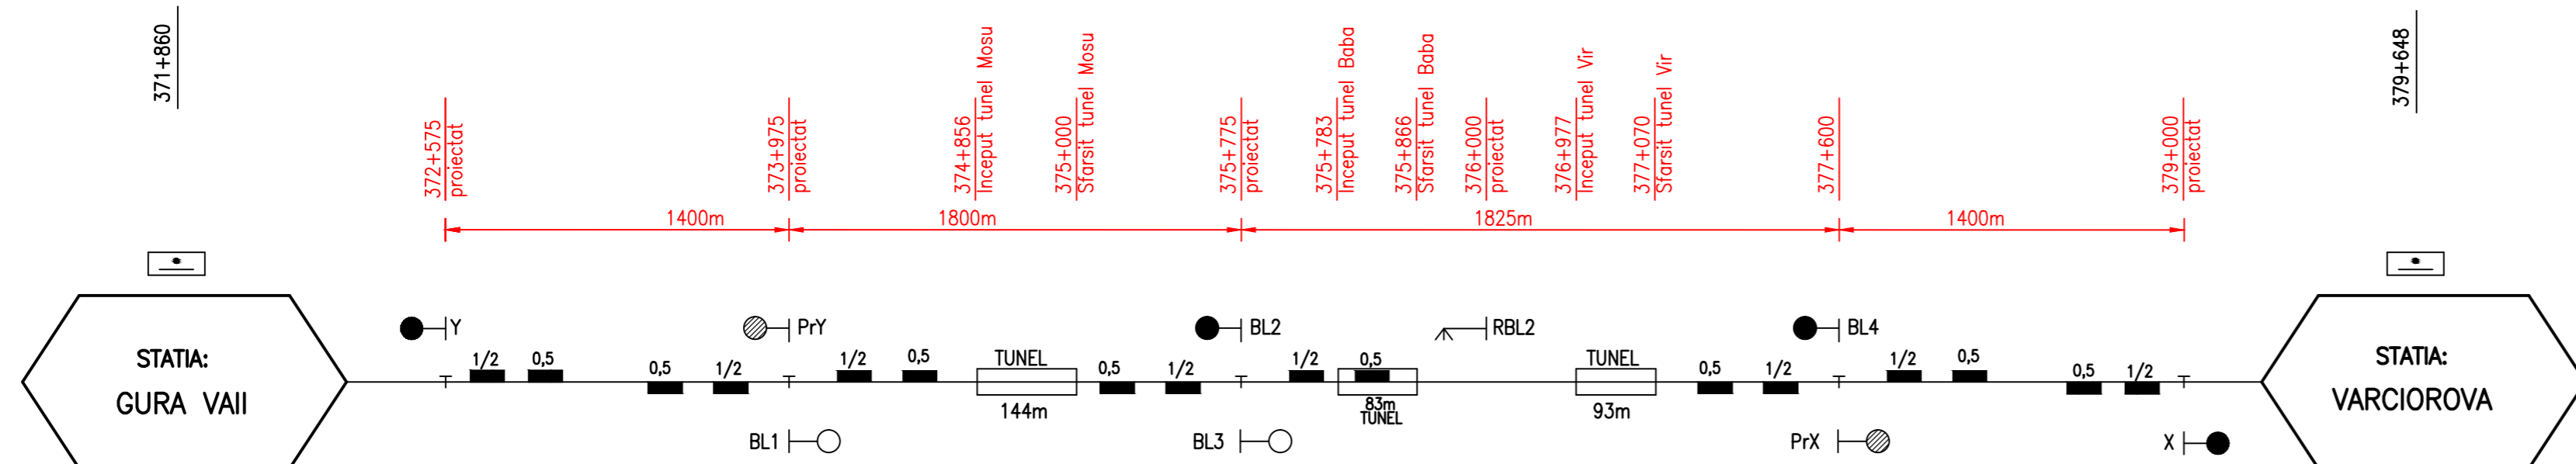 371+860
372+575
proiectat
373+975
proiectat
374+856
Inceput tunel Mosu
375+000
Sfarsit tunel Mosu
375+775
proiectat
375+783
Inceput tunel Baba
375+866
Sfarsit tunel Baba
376+000
proiectat
376+977
Inceput tunel Vir
377+070
Sfarsit tunel Vir
377+600
379+000
proiectat
379+648
1400m 1800m 1825m 1400m
Y PrY BL2 RBL2 BL4
STATIA:
GURA VAII
1/2 0,5 0,5 1/2 1/2 0,5 TUNEL 0,5 1/2 1/2 0,5 TUNEL 0,5 1/2 1/2 0,5 0,5 1/2
144m 83m 93m
TUNEL
STATIA:
VARCIOROVA
BL1 BL3 PrX X